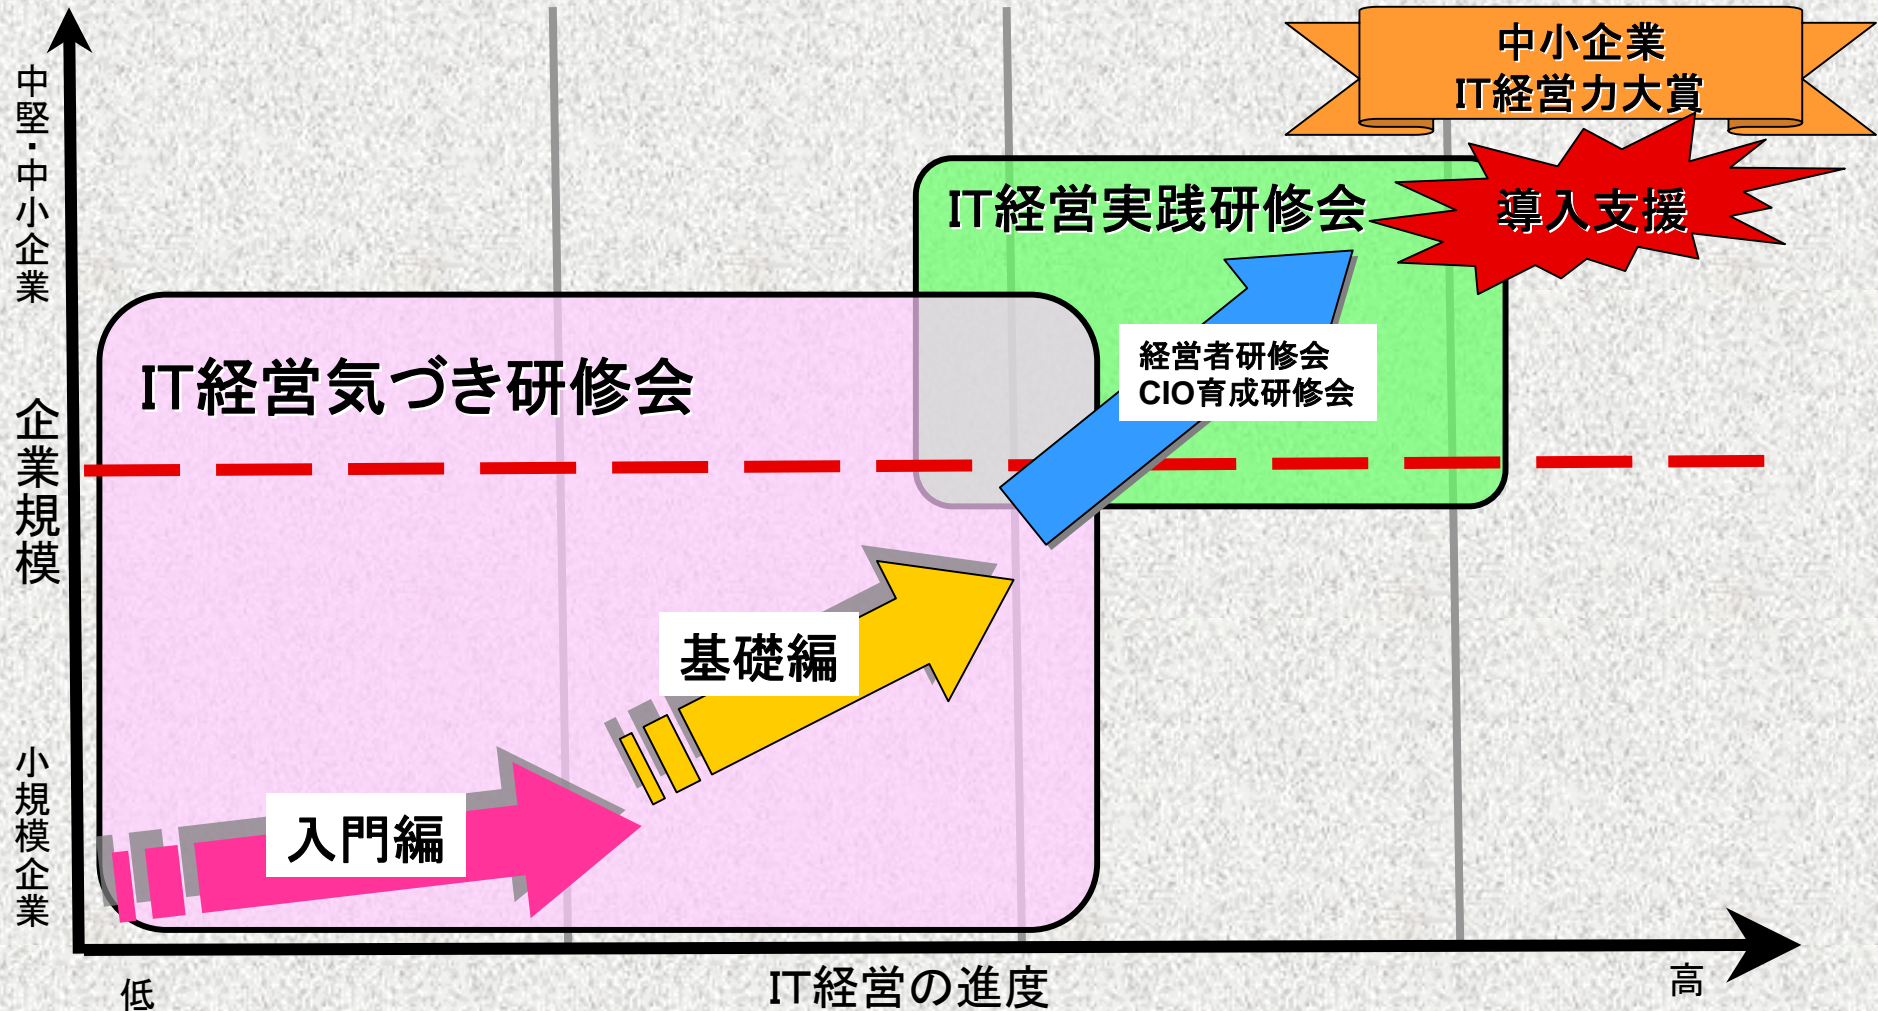 中小企業
IT経営力大賞
導入支援
IT経営実践研修会
経営者研修会
CIO育成研修会
IT経営気づき研修会
基礎編
入門編
中堅・中小企業
企業規模
小規模企業
低
IT経営の進度
高